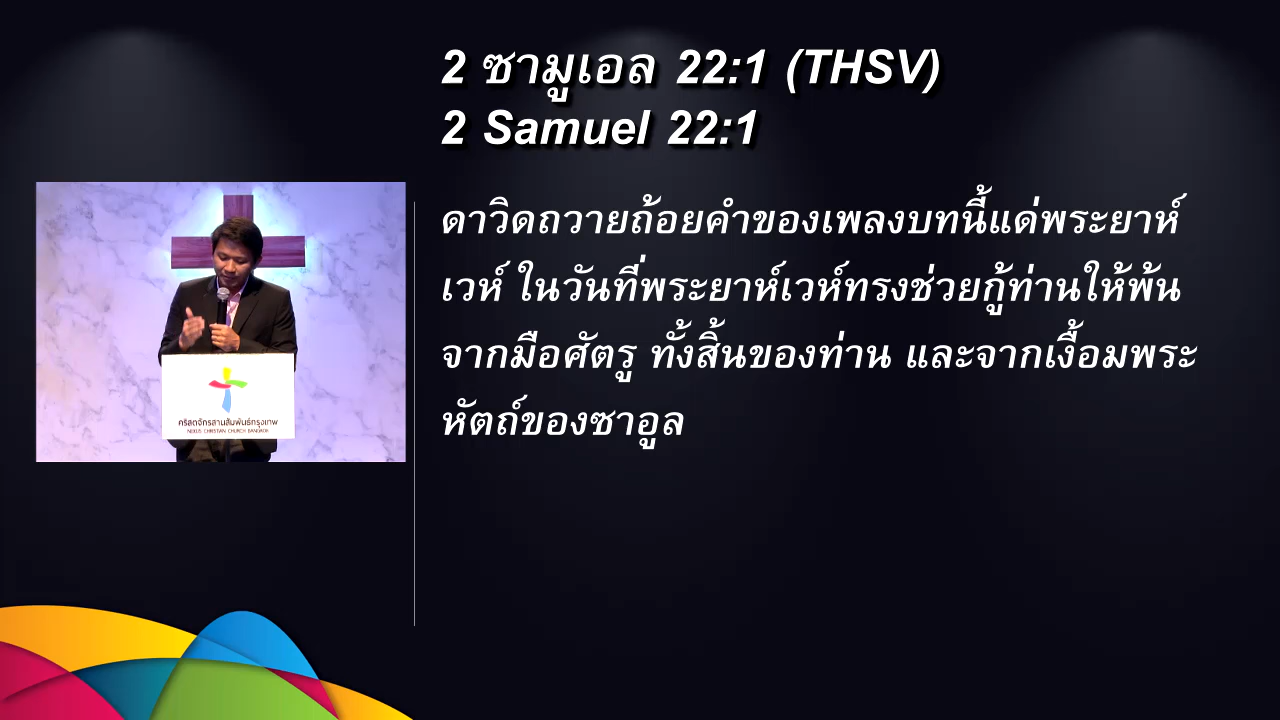 2 ซามูเอล 22:1 (THSV)
2 Samuel 22:1
ดาวิดถวายถ้อยคำของเพลงบทนี้แด่พระยาห์
เวห์ ในวันที่พระยาห์เวห์ทรงช่วยกู้ท่านให้พ้น
จากมือศัตรู ทั้งสิ้นของท่าน และจากเงื้อมพระ
หัตถ์ของซาอูล
คริสตจักรสานสัมพันธ์กรุงเทพ
NEXUS CHRISTIAN CHURCH BANGKOK